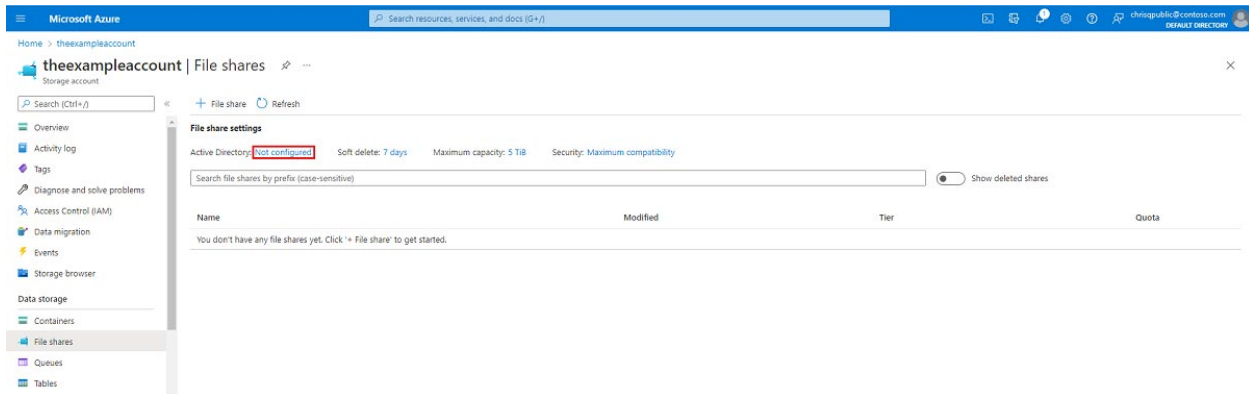 Microsoft Azure
Search resources, services, and docs (G+/)
1
chrisqpublic@contoso.com
DEFAULT DIRECTORY
Home > theexampleaccount
theexampleaccount | File shares
Storage account
Search (Ctrl+/)
+ File share Refresh
Overview
Activity log
Tags
Diagnose and solve problems
Access Control (IAM)
Data migration
Events
Storage browser
Data storage
Containers
File shares
Queues
Tables
File share settings
Active Directory: Not configured Soft delete: 7 days Maximum capacity: 5 TiB Security: Maximum compatibility
Search file shares by prefix (case-sensitive) Show deleted shares
Name Modified Tier Quota
You don't have any file shares yet. Click '+ File share' to get started.